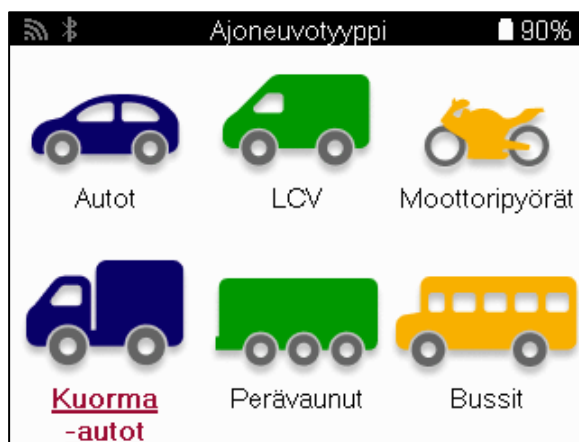 Ajoneuvotyyppi 90%
Autot LCV Moottoripyörät
Kuorma
-autot Perävaunut Bussit